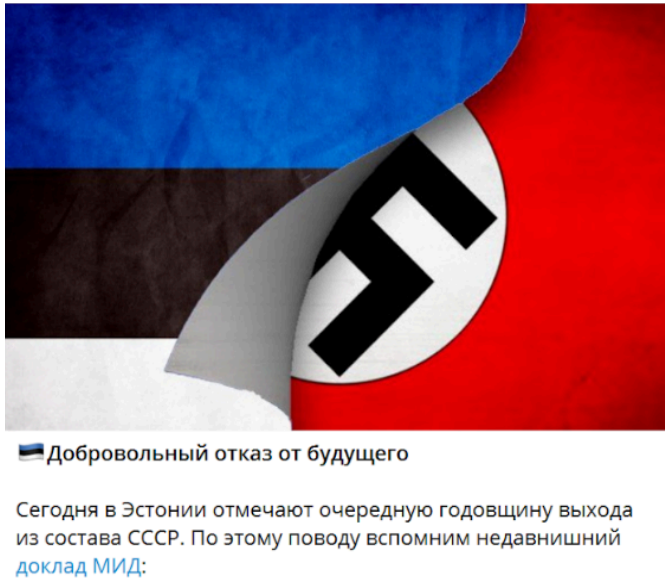 Добровольный отказ от будущего
Сегодня в Эстонии отмечают очередную годовщину выхода
из состава СССР. По этому поводу вспомним недавнишний
доклад МИД: